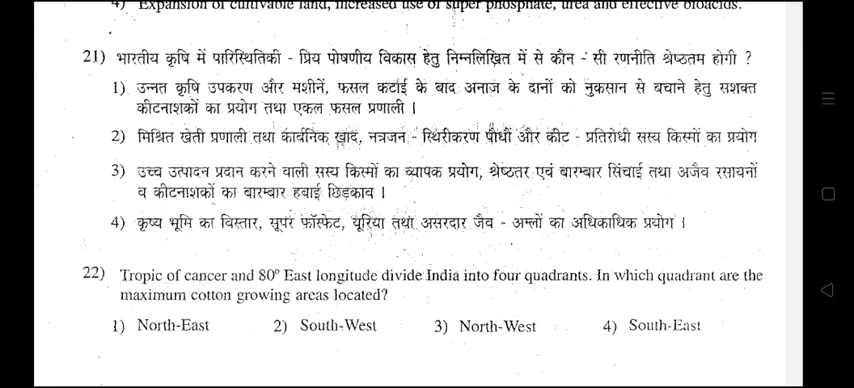 4) Expansion of cultivable land, increased use of super phosphate, urea and effective bioacids.
21) भारतीय कृषि में पारिस्थितिकी - प्रिय पोषणीय विकास हेतु निम्नलिखित में से कौन - सी रणनीति श्रेष्ठतम होगी ?
1) उन्नत कृषि उपकरण और मशीनें, फसल कटाई के बाद अनाज के दानों को नुकसान से बचाने हेतु सशक्त
कीटनाशकों का प्रयोग तथा एकल फसल प्रणाली ।
2) मिश्रित खेती प्रणाली तथा कार्बनिक खाद, नत्रजन - स्थिरीकरण पौधों और कीट - प्रतिरोधी सस्य किस्मों का प्रयोग
3) उच्च उत्पादन प्रदान करने वाली सस्य किस्मों का व्यापक प्रयोग, श्रेष्ठतर एवं बारम्बार सिंचाई तथा अजैव रसायनों
व कीटनाशकों का बारम्बार हवाई छिड़काव ।
4) कृष्य भूमि का विस्तार, सूपर फ़ॉस्फेट, यूरिया तथा असरदार जैव - अम्लों का अधिकाधिक प्रयोग ।
22) Tropic of cancer and 80° East longitude divide India into four quadrants. In which quadrant are the
maximum cotton growing areas located?
1) North-East 2) South-West 3) North-West 4) South-East